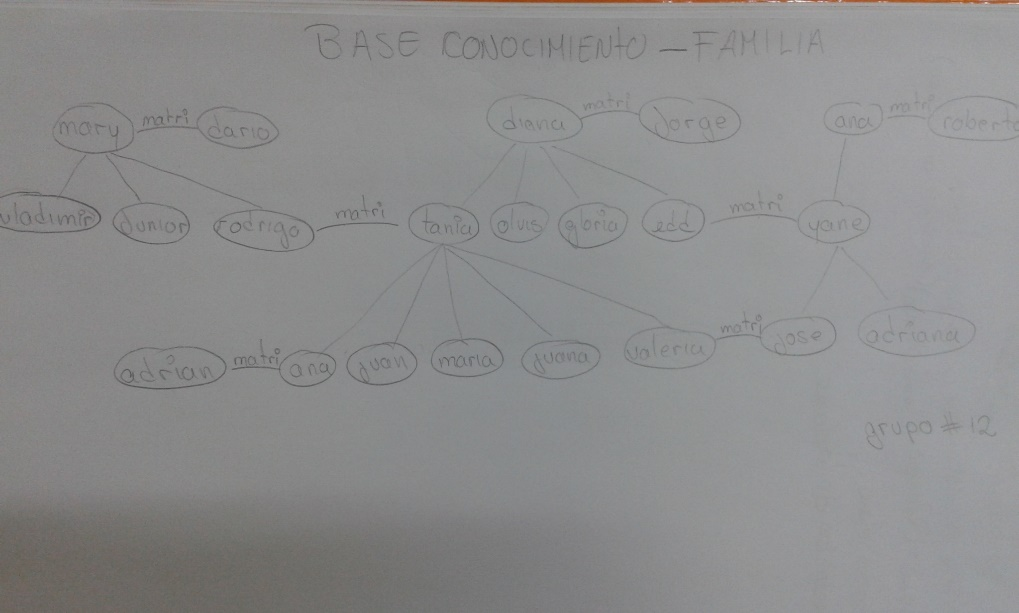 BASE CONOCIMIENTO - FAMILIA
mary matri dario diana matri Jorge ana matri roberto
vladimir Junior rodrigo matri tania olvis gloria edd matri yane
adrian matri ana juan maria juana valeria matri jose adriana
grupo # 12